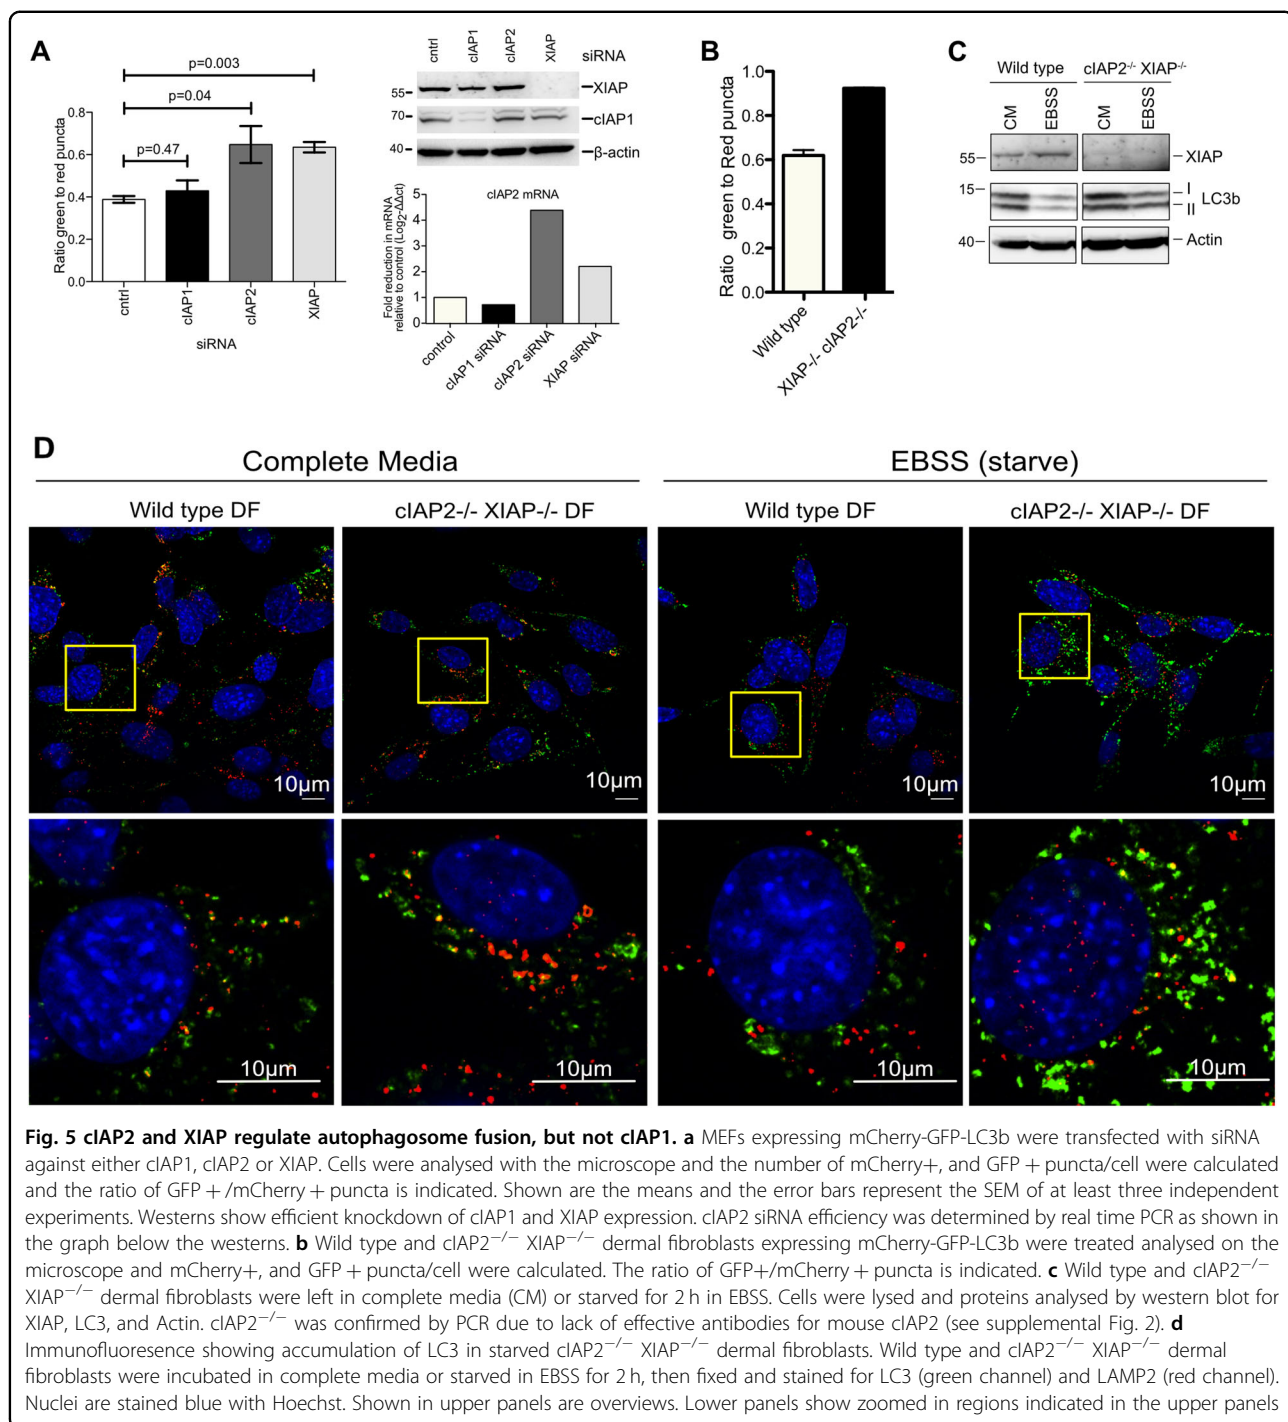 A
p=0.003
p=0.04
p=0.47
Ratio green to red puncta
0.8
0.6
0.4
0.2
0.0
cntrl
cIAP1
cIAP2
XIAP
siRNA
cntrl
cIAP1
cIAP2
XIAP
siRNA
55
XIAP
70
cIAP1
40
β-actin
cIAP2 mRNA
Fold reduction in mRNA
relative to control (Log2-ΔΔct)
5
4
3
2
1
0
control
cIAP1 siRNA
cIAP2 siRNA
XIAP siRNA
B
Ratio green to Red puncta
1.0
0.8
0.6
0.4
0.2
0.0
Wild type
XIAP-/- cIAP2-/-
C
Wild type
cIAP2-/- XIAP-/-
CM
EBSS
CM
EBSS
55
XIAP
15
I
LC3b
II
40
Actin
D
Complete Media
EBSS (starve)
Wild type DF
cIAP2-/- XIAP-/- DF
Wild type DF
cIAP2-/- XIAP-/- DF
10µm
10µm
10µm
10µm
10µm
10µm
10µm
10µm
Fig. 5 cIAP2 and XIAP regulate autophagosome fusion, but not cIAP1. a MEFs expressing mCherry-GFP-LC3b were transfected with siRNA
against either cIAP1, cIAP2 or XIAP. Cells were analysed with the microscope and the number of mCherry+, and GFP + puncta/cell were calculated
and the ratio of GFP + /mCherry + puncta is indicated. Shown are the means and the error bars represent the SEM of at least three independent
experiments. Westerns show efficient knockdown of cIAP1 and XIAP expression. cIAP2 siRNA efficiency was determined by real time PCR as shown in
the graph below the westerns. b Wild type and cIAP2−/− XIAP−/− dermal fibroblasts expressing mCherry-GFP-LC3b were treated analysed on the
microscope and mCherry+, and GFP + puncta/cell were calculated. The ratio of GFP+/mCherry + puncta is indicated. c Wild type and cIAP2−/−
XIAP−/− dermal fibroblasts were left in complete media (CM) or starved for 2 h in EBSS. Cells were lysed and proteins analysed by western blot for
XIAP, LC3, and Actin. cIAP2−/− was confirmed by PCR due to lack of effective antibodies for mouse cIAP2 (see supplemental Fig. 2). d
Immunofluoresence showing accumulation of LC3 in starved cIAP2−/− XIAP−/− dermal fibroblasts. Wild type and cIAP2−/− XIAP−/− dermal
fibroblasts were incubated in complete media or starved in EBSS for 2 h, then fixed and stained for LC3 (green channel) and LAMP2 (red channel).
Nuclei are stained blue with Hoechst. Shown in upper panels are overviews. Lower panels show zoomed in regions indicated in the upper panels